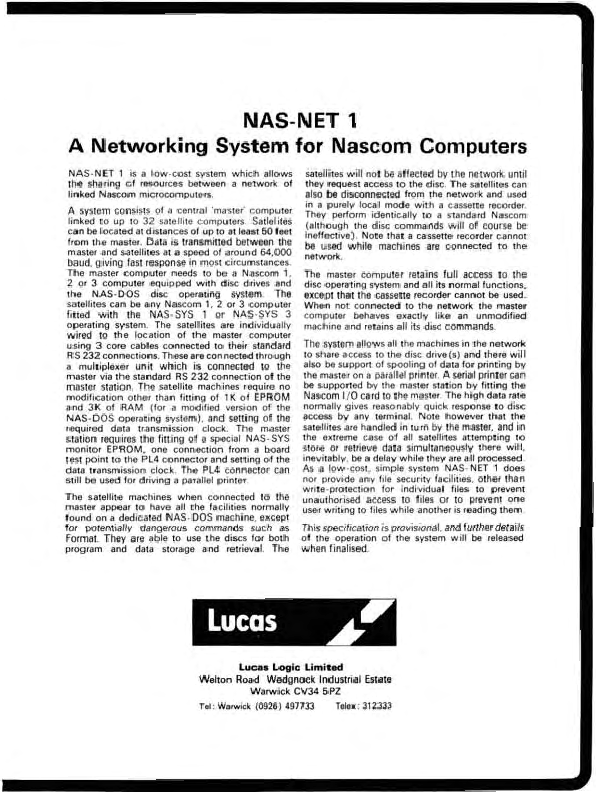 NAS-NET 1
A Networking System for Nascom Computers
NAS-NET 1 is a low-cost system which allows
the sharing of resources between a network of
linked Nascom microcomputers.
A system consists of a central 'master' computer
linked to up to 32 satellite computers. Satlelites
can be located at distances of up to at least 50 feet
from the master. Data is transmitted between the
master and satellites at a speed of around 64,000
baud, giving fast response in most circumstances.
The master computer needs to be a Nascom 1,
2 or 3 computer equipped with disc drives and
the NAS-DOS disc operating system. The
satellites can be any Nascom 1, 2 or 3 computer
fitted with the NAS-SYS 1 or NAS-SYS 3
operating system. The satellites are individually
wired to the location of the master computer
using 3 core cables connected to their standard
RS 232 connections. These are connected through
a multiplexer unit which is connected to the
master via the standard RS 232 connection of the
master station. The satellite machines require no
modification other than fitting of 1K of EPROM
and 3K of RAM (for a modified version of the
NAS-DOS operating system), and setting of the
required data transmission clock. The master
station requires the fitting of a special NAS-SYS
monitor EPROM, one connection from a board
test point to the PL4 connector and setting of the
data transmission clock. The PL4 connector can
still be used for driving a parallel printer.
The satellite machines when connected to the
master appear to have all the facilities normally
found on a dedicated NAS-DOS machine, except
for potentially dangerous commands such as
Format. They are able to use the discs for both
program and data storage and retrieval. The
satellites will not be affected by the network until
they request access to the disc. The satellites can
also be disconnected from the network and used
in a purely local mode with a cassette recorder.
They perform identically to a standard Nascom
(although the disc commands will of course be
ineffective). Note that a cassette recorder cannot
be used while machines are connected to the
network.
The master computer retains full access to the
disc operating system and all its normal functions,
except that the cassette recorder cannot be used.
When not connected to the network the master
computer behaves exactly like an unmodified
machine and retains all its disc commands.
The system allows all the machines in the network
to share access to the disc drive(s) and there will
also be support of spooling of data for printing by
the master on a parallel printer. A serial printer can
be supported by the master station by fitting the
Nascom I/O card to the master. The high data rate
normally gives reasonably quick response to disc
access by any terminal. Note however that the
satellites are handled in turn by the master, and in
the extreme case of all satellites attempting to
store or retrieve data simultaneously there will,
inevitably, be a delay while they are all processed.
As a low-cost, simple system NAS-NET 1 does
nor provide any file security facilities, other than
write-protection for individual files to prevent
unauthorised access to files or to prevent one
user writing to files while another is reading them.
This specification is provisional, and further details
of the operation of the system will be released
when finalised.
Lucas
Lucas Logic Limited
Welton Road Wedgnock Industrial Estate
Warwick CV34 5PZ
Tel: Warwick (0926) 497733 Telex: 312333